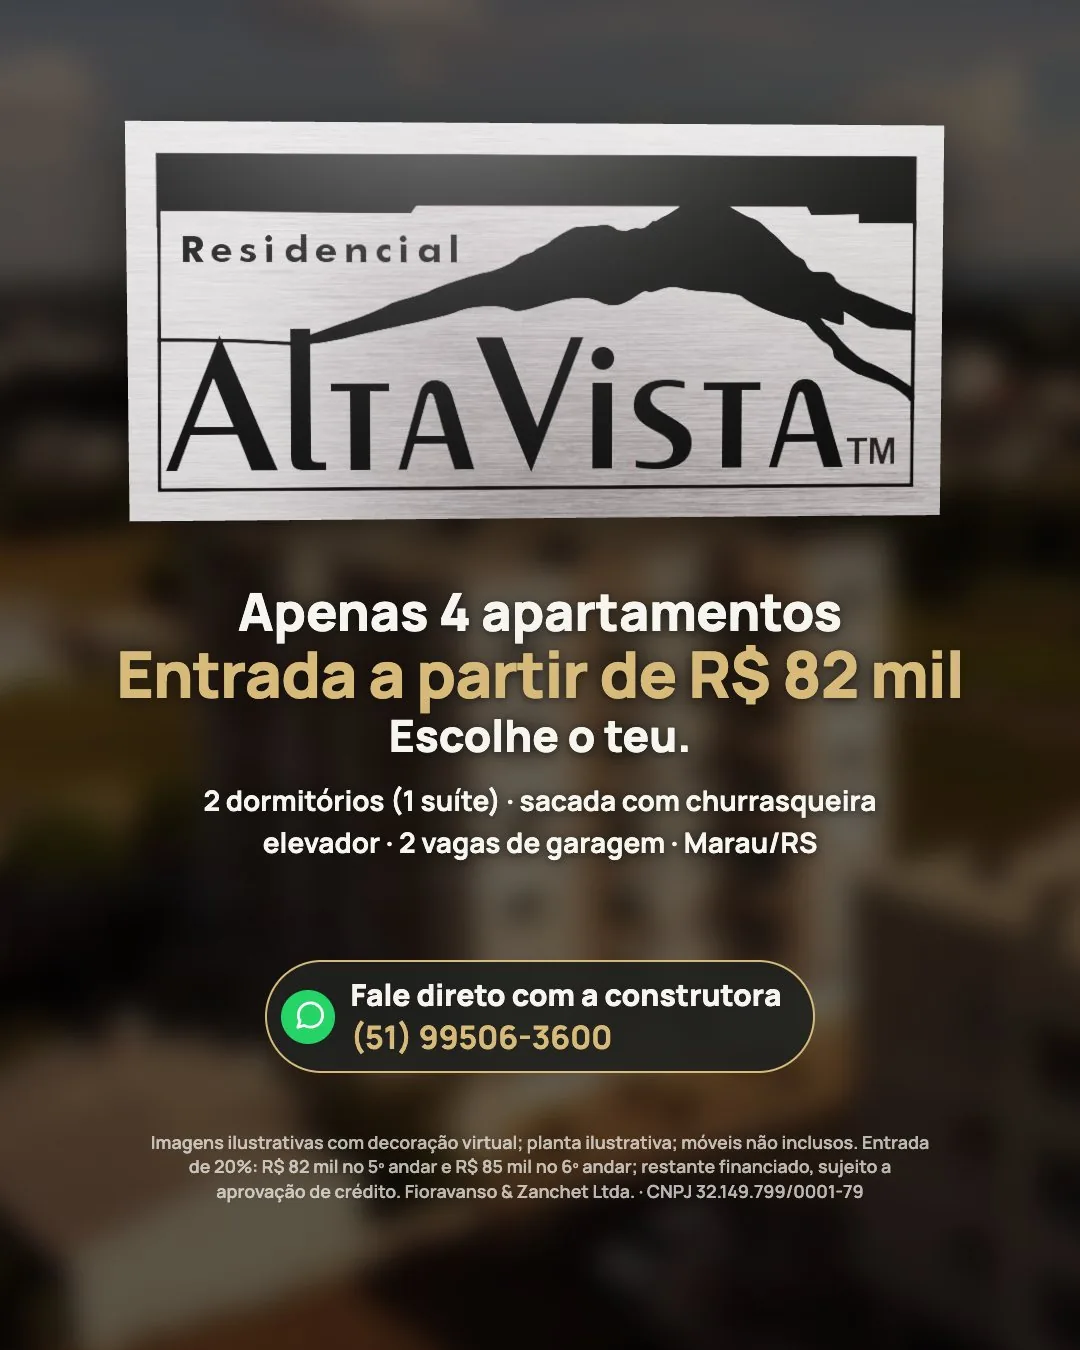 Residencial
AltaVista™
Apenas 4 apartamentos
Entrada a partir de R$ 82 mil
Escolhe o teu.
2 dormitórios (1 suíte) · sacada com churrasqueira
elevador · 2 vagas de garagem · Marau/RS
Fale direto com a construtora
(51) 99506-3600
Imagens ilustrativas com decoração virtual; planta ilustrativa; móveis não inclusos. Entrada
de 20%: R$ 82 mil no 5º andar e R$ 85 mil no 6º andar; restante financiado, sujeito a
aprovação de crédito. Fioravanso & Zanchet Ltda. · CNPJ 32.149.799/0001-79